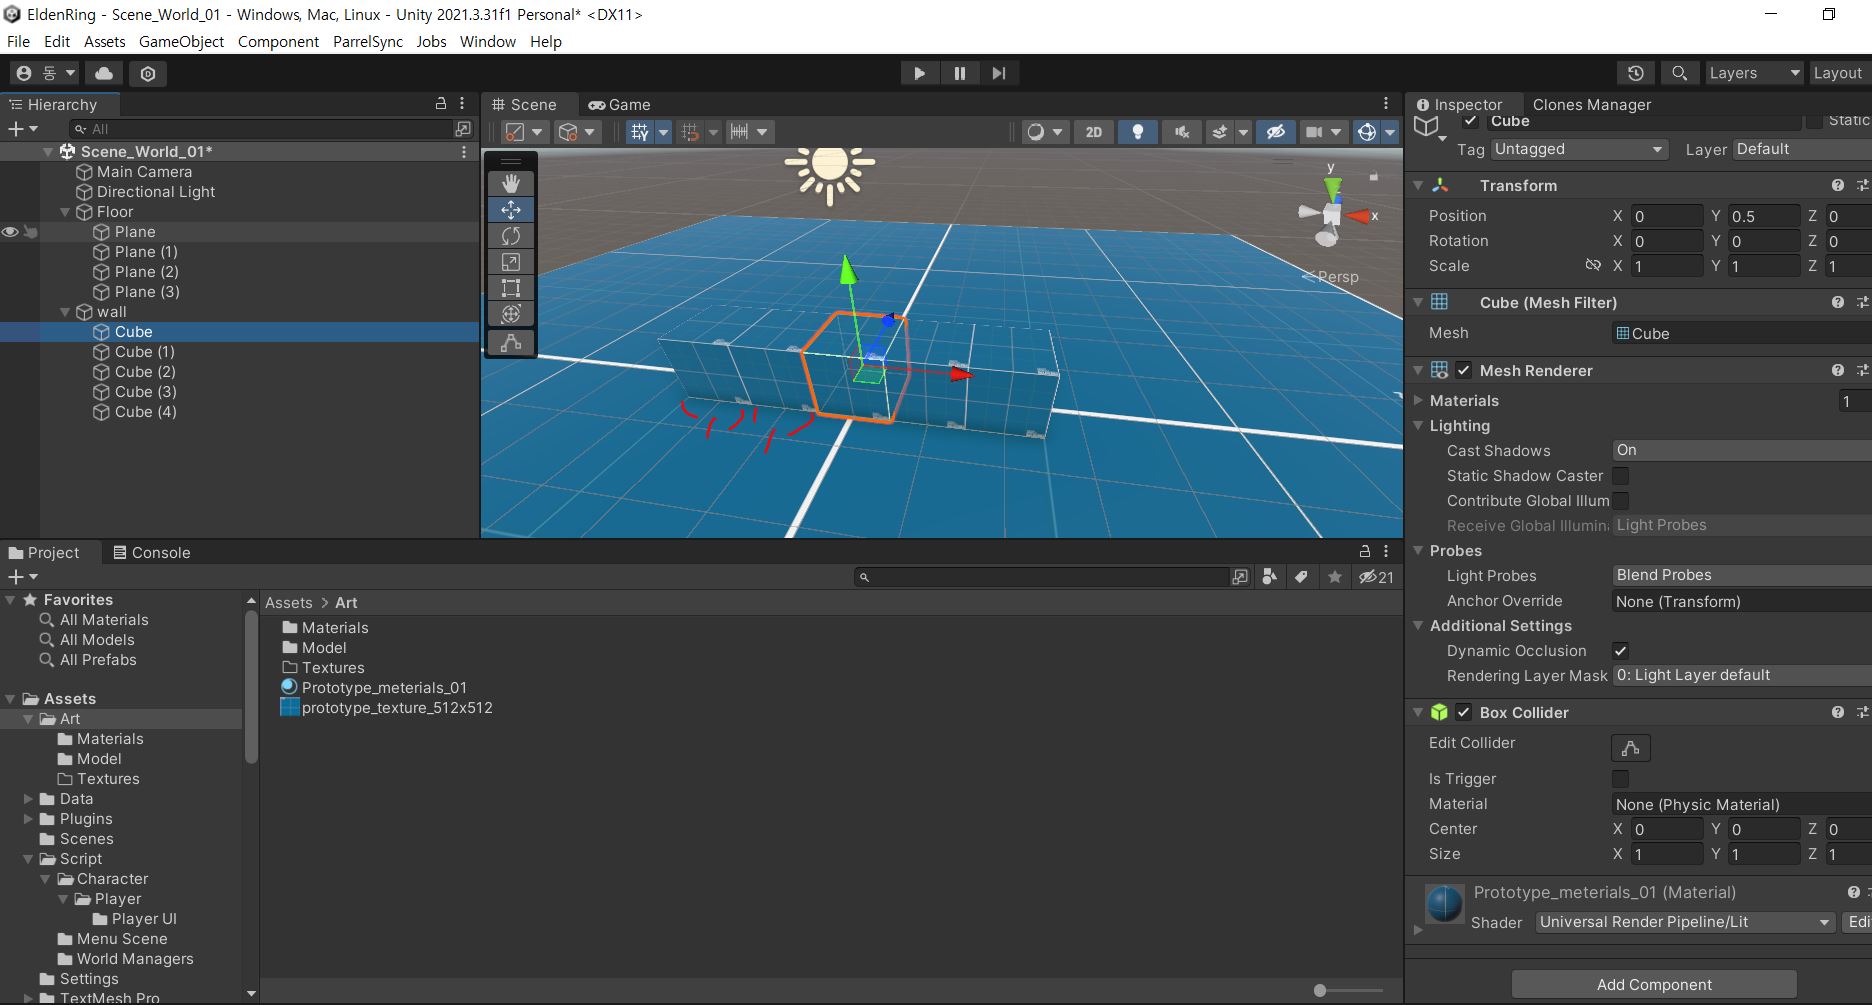 EldenRing - Scene_World_01 - Windows, Mac, Linux - Unity 2021.3.31f1 Personal* <DX11>
File Edit Assets GameObject Component ParrelSync Jobs Window Help
동 Layers Layout
Hierarchy
All
Scene_World_01*
Main Camera
Directional Light
Floor
Plane
Plane (1)
Plane (2)
Plane (3)
wall
Cube
Cube (1)
Cube (2)
Cube (3)
Cube (4)
Scene Game
2D
y
x
Persp
Inspector Clones Manager
Cube Static
Tag Untagged Layer Default
Transform
Position X 0 Y 0.5 Z 0
Rotation X 0 Y 0 Z 0
Scale X 1 Y 1 Z 1
Cube (Mesh Filter)
Mesh Cube
Mesh Renderer
Materials 1
Lighting
Cast Shadows On
Static Shadow Caster
Contribute Global Illum
Receive Global Illumin Light Probes
Probes
Light Probes Blend Probes
Anchor Override None (Transform)
Additional Settings
Dynamic Occlusion
Rendering Layer Mask 0: Light Layer default
Box Collider
Edit Collider
Is Trigger
Material None (Physic Material)
Center X 0 Y 0 Z 0
Size X 1 Y 1 Z 1
Prototype_meterials_01 (Material)
Shader Universal Render Pipeline/Lit Edi
Add Component
Project Console
21
Favorites
All Materials
All Models
All Prefabs
Assets
Art
Materials
Model
Textures
Data
Plugins
Scenes
Script
Character
Player
Player UI
Menu Scene
World Managers
Settings
TextMesh Pro
Assets > Art
Materials
Model
Textures
Prototype_meterials_01
prototype_texture_512x512